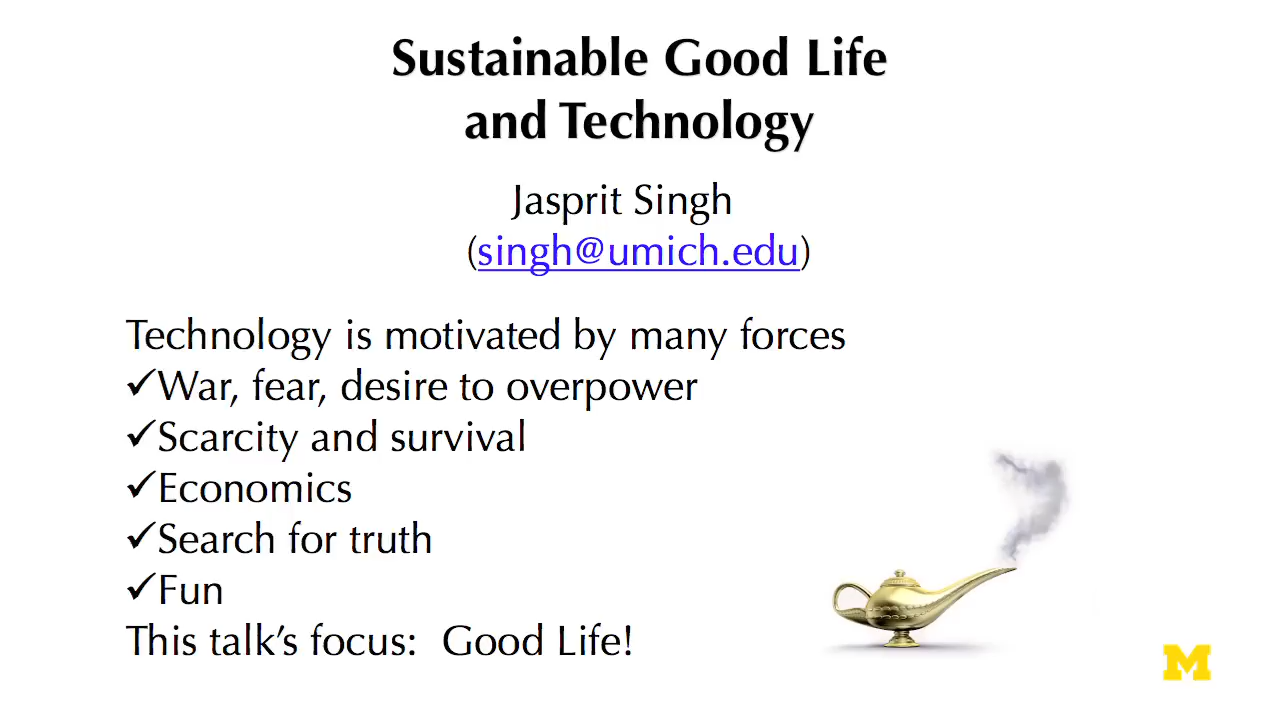 Sustainable Good Life
and Technology
Jasprit Singh
(singh@umich.edu)
Technology is motivated by many forces
✓War, fear, desire to overpower
✓Scarcity and survival
✓Economics
✓Search for truth
✓Fun
This talk’s focus:  Good Life!
M